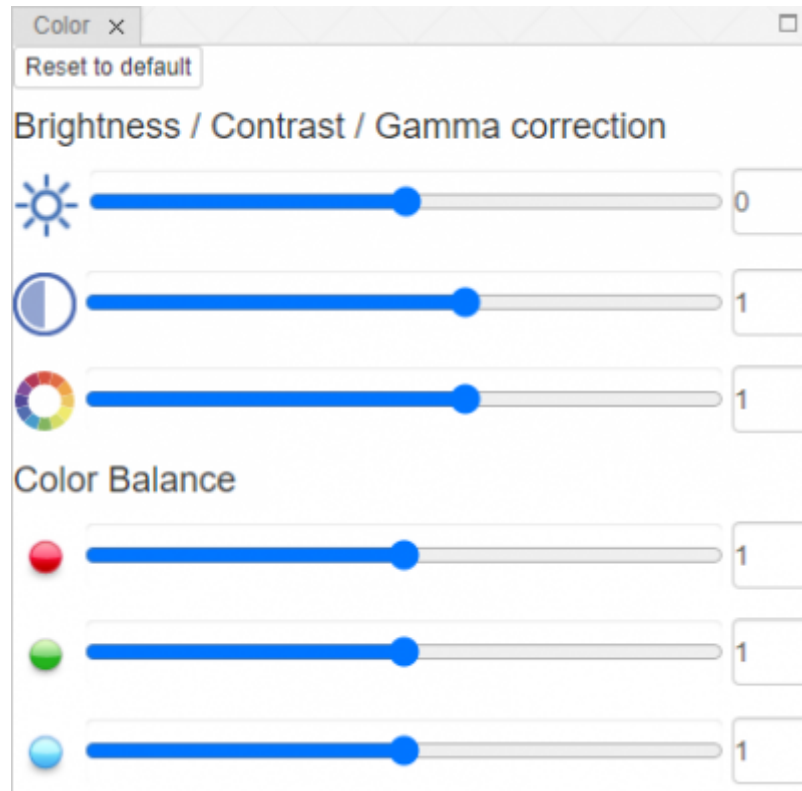 Color ×
Reset to default
Brightness / Contrast / Gamma correction
0
1
1
Color Balance
1
1
1